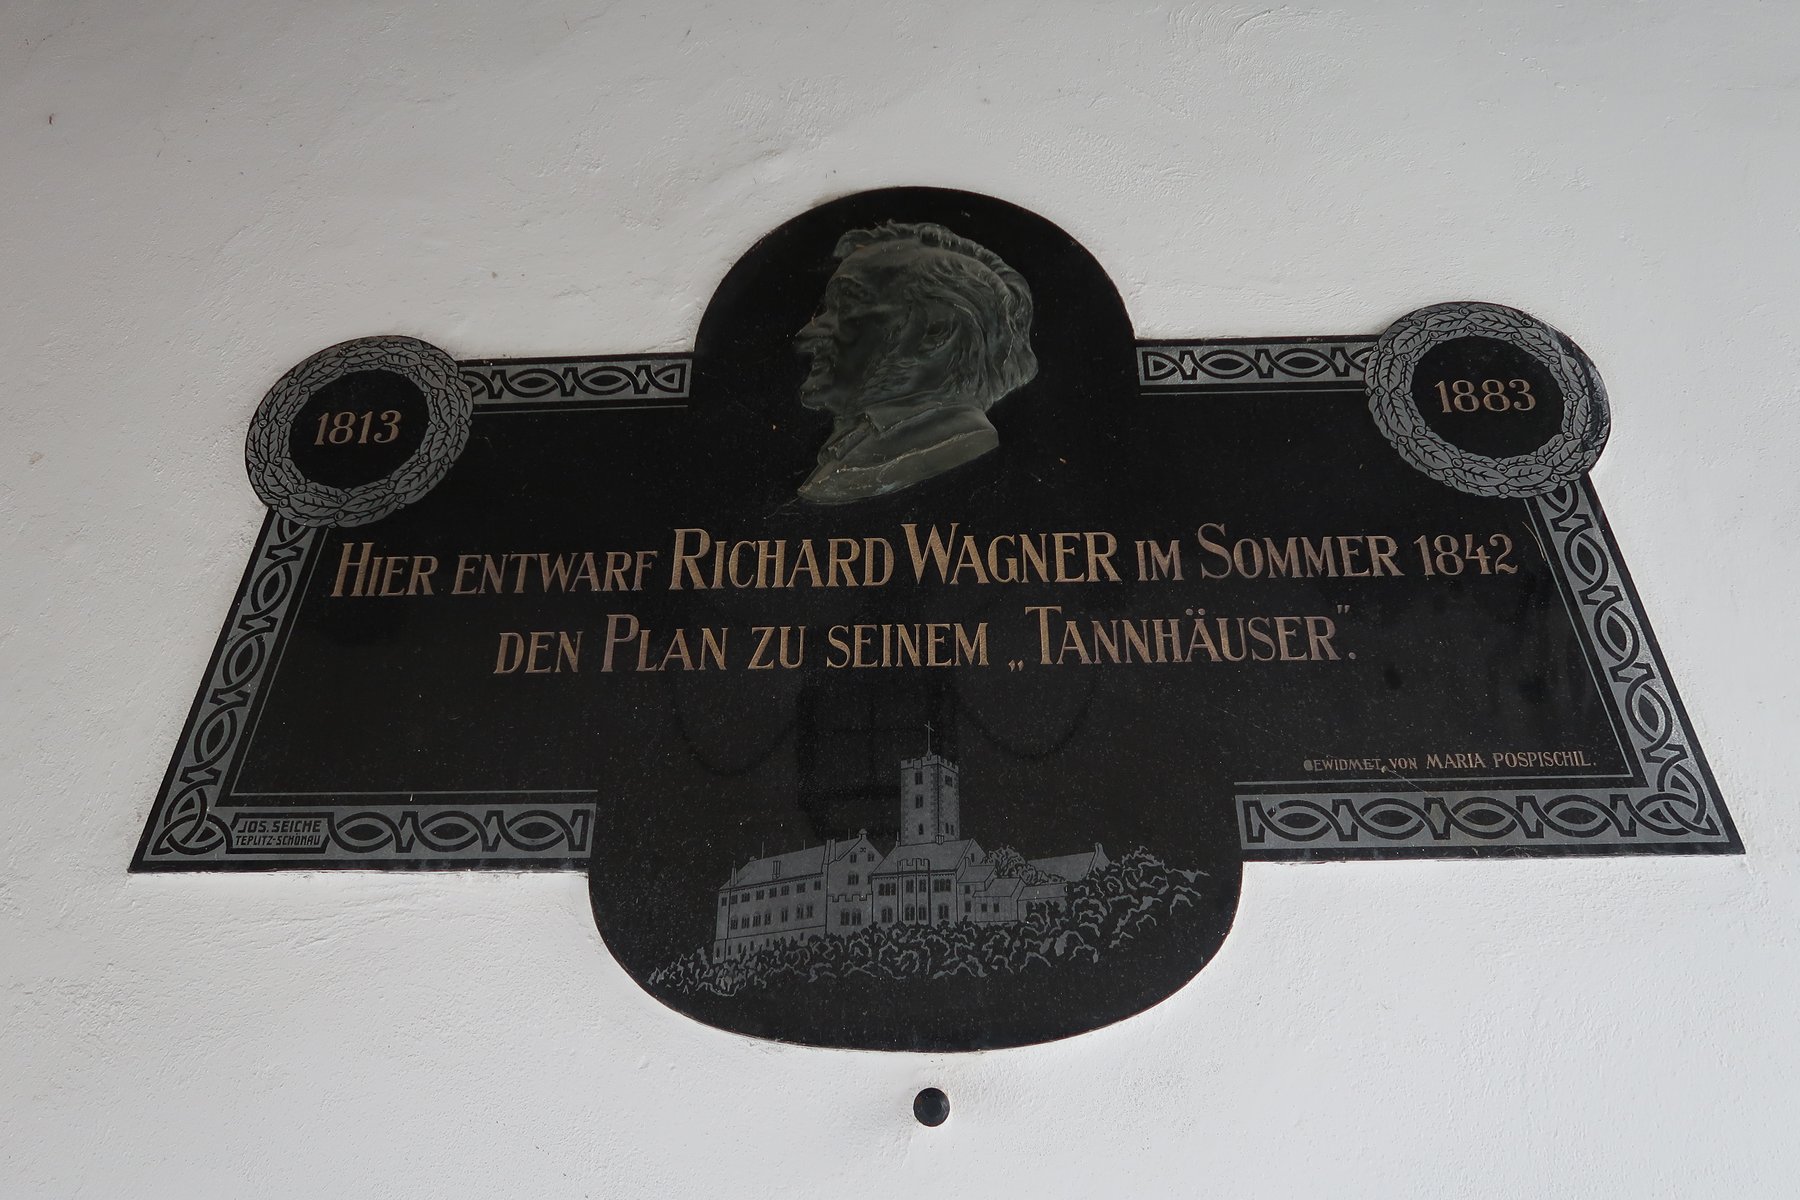 1813
1883
HIER ENTWARF RICHARD WAGNER IM SOMMER 1842
DEN PLAN ZU SEINEM „TANNHÄUSER".
GEWIDMET VON MARIA POSPISCHIL.
JOS. SEICHE
TEPLITZ-SCHÖNAU